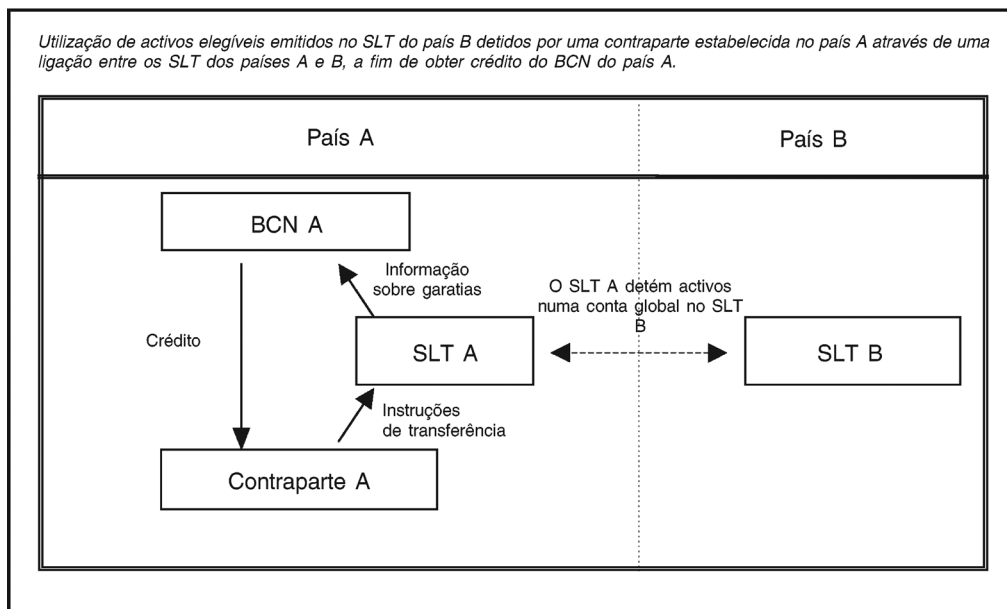 Utilização de activos elegíveis emitidos no SLT do país B detidos por uma contraparte estabelecida no país A através de uma
ligação entre os SLT dos países A e B, a fim de obter crédito do BCN do país A.
País A
País B
BCN A
Informação
sobre garatias
O SLT A detém activos
numa conta global no SLT
B
Crédito
SLT A
SLT B
Instruções
de transferência
Contraparte A